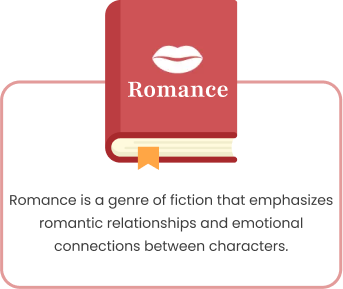 Romance
Romance is a genre of fiction that emphasizes
romantic relationships and emotional
connections between characters.